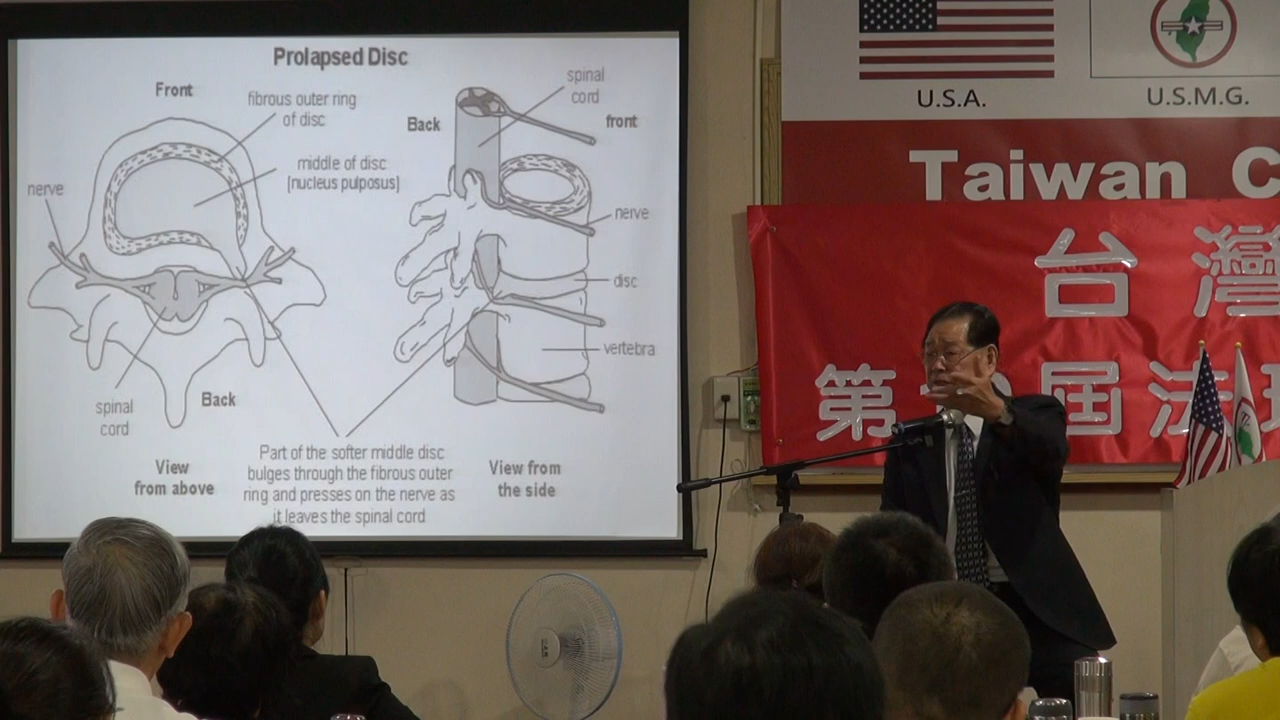 Prolapsed Disc
Front
fibrous outer ring
of disc
middle of disc
[nucleus pulposus]
nerve
spinal
cord
Back
View
from above
Part of the softer middle disc
bulges through the fibrous outer
ring and presses on the nerve as
it leaves the spinal cord
spinal
cord
Back
front
nerve
disc
vertebra
View from
the side
U.S.A.
U.S.M.G.
Taiwan C
台灣
第 屆法